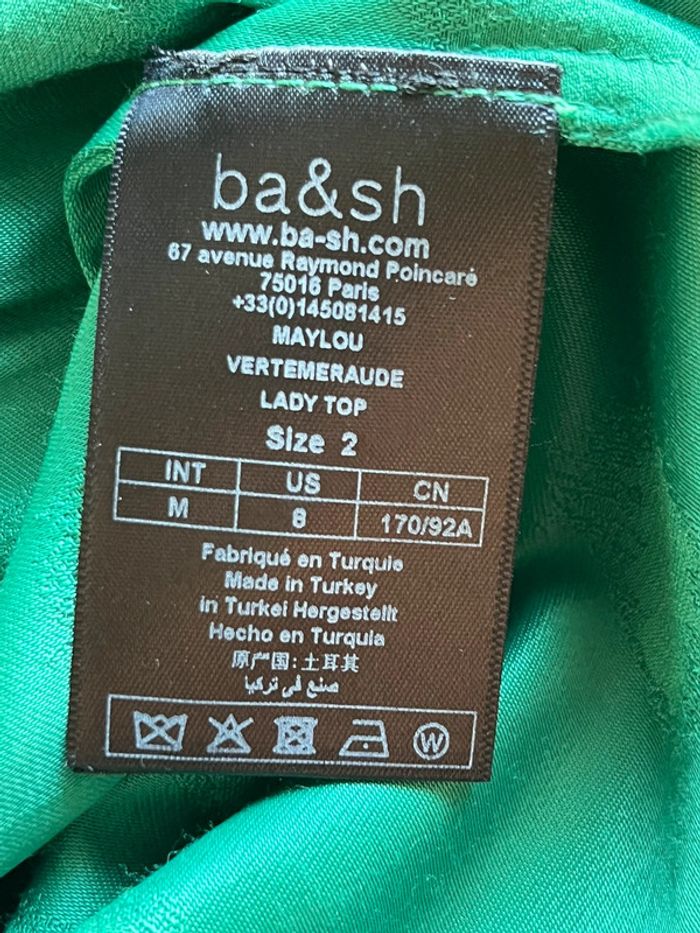 ba&sh
www.ba-sh.com
67 avenue Raymond Poincaré
75016 Paris
+33(0)145081415
MAYLOU
VERTEMERAUDE
LADY TOP
Size 2
INT US CN
M 8 170/92A
Fabriqué en Turquie
Made in Turkey
in Turkei Hergestellt
Hecho en Turquia
原产国:土耳其
صنع في تركيا
W